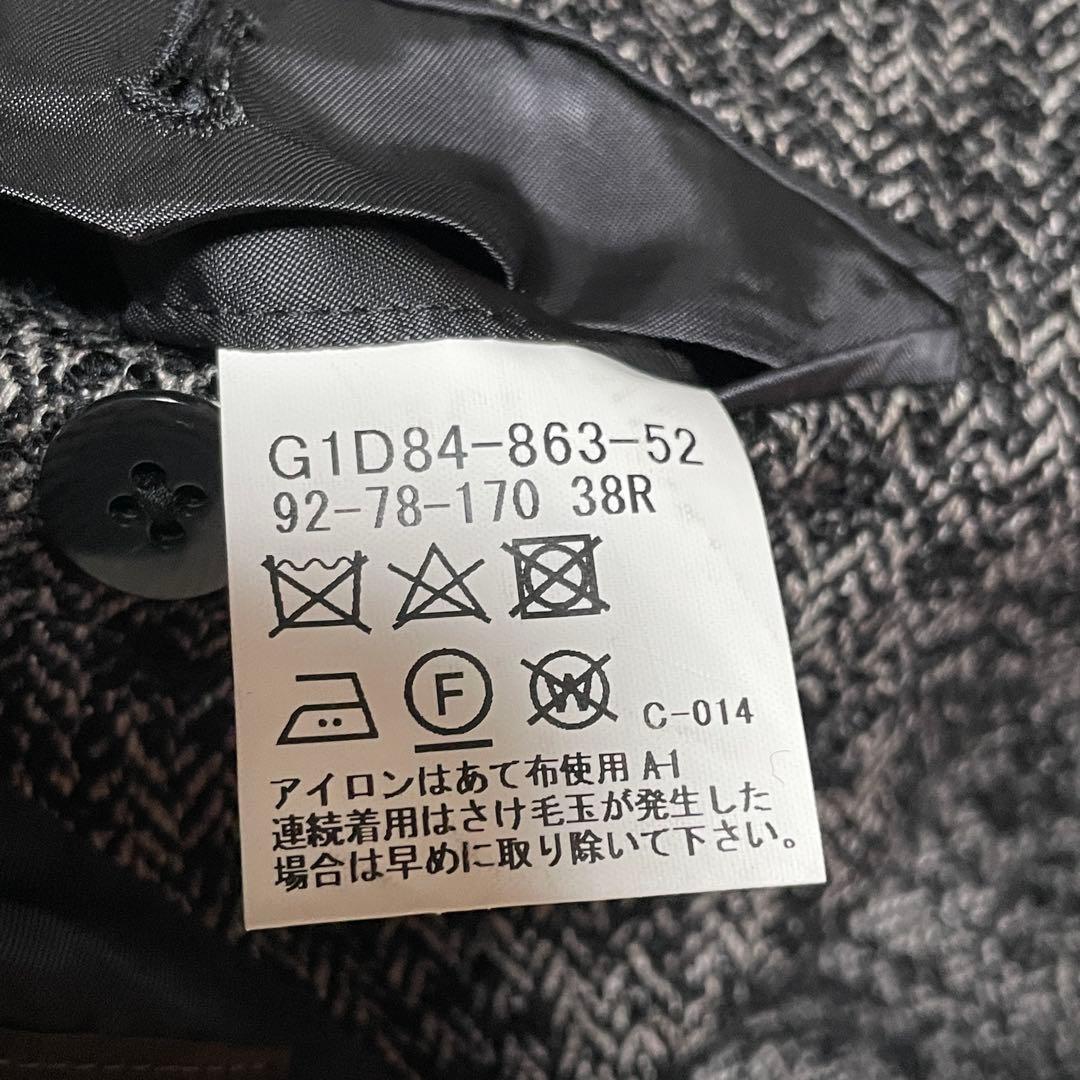 G1D84-863-52
92-78-170 38R
F W C-014
アイロンはあて布使用 A-1
連続着用はさけ毛玉が発生した
場合は早めに取り除いて下さい。